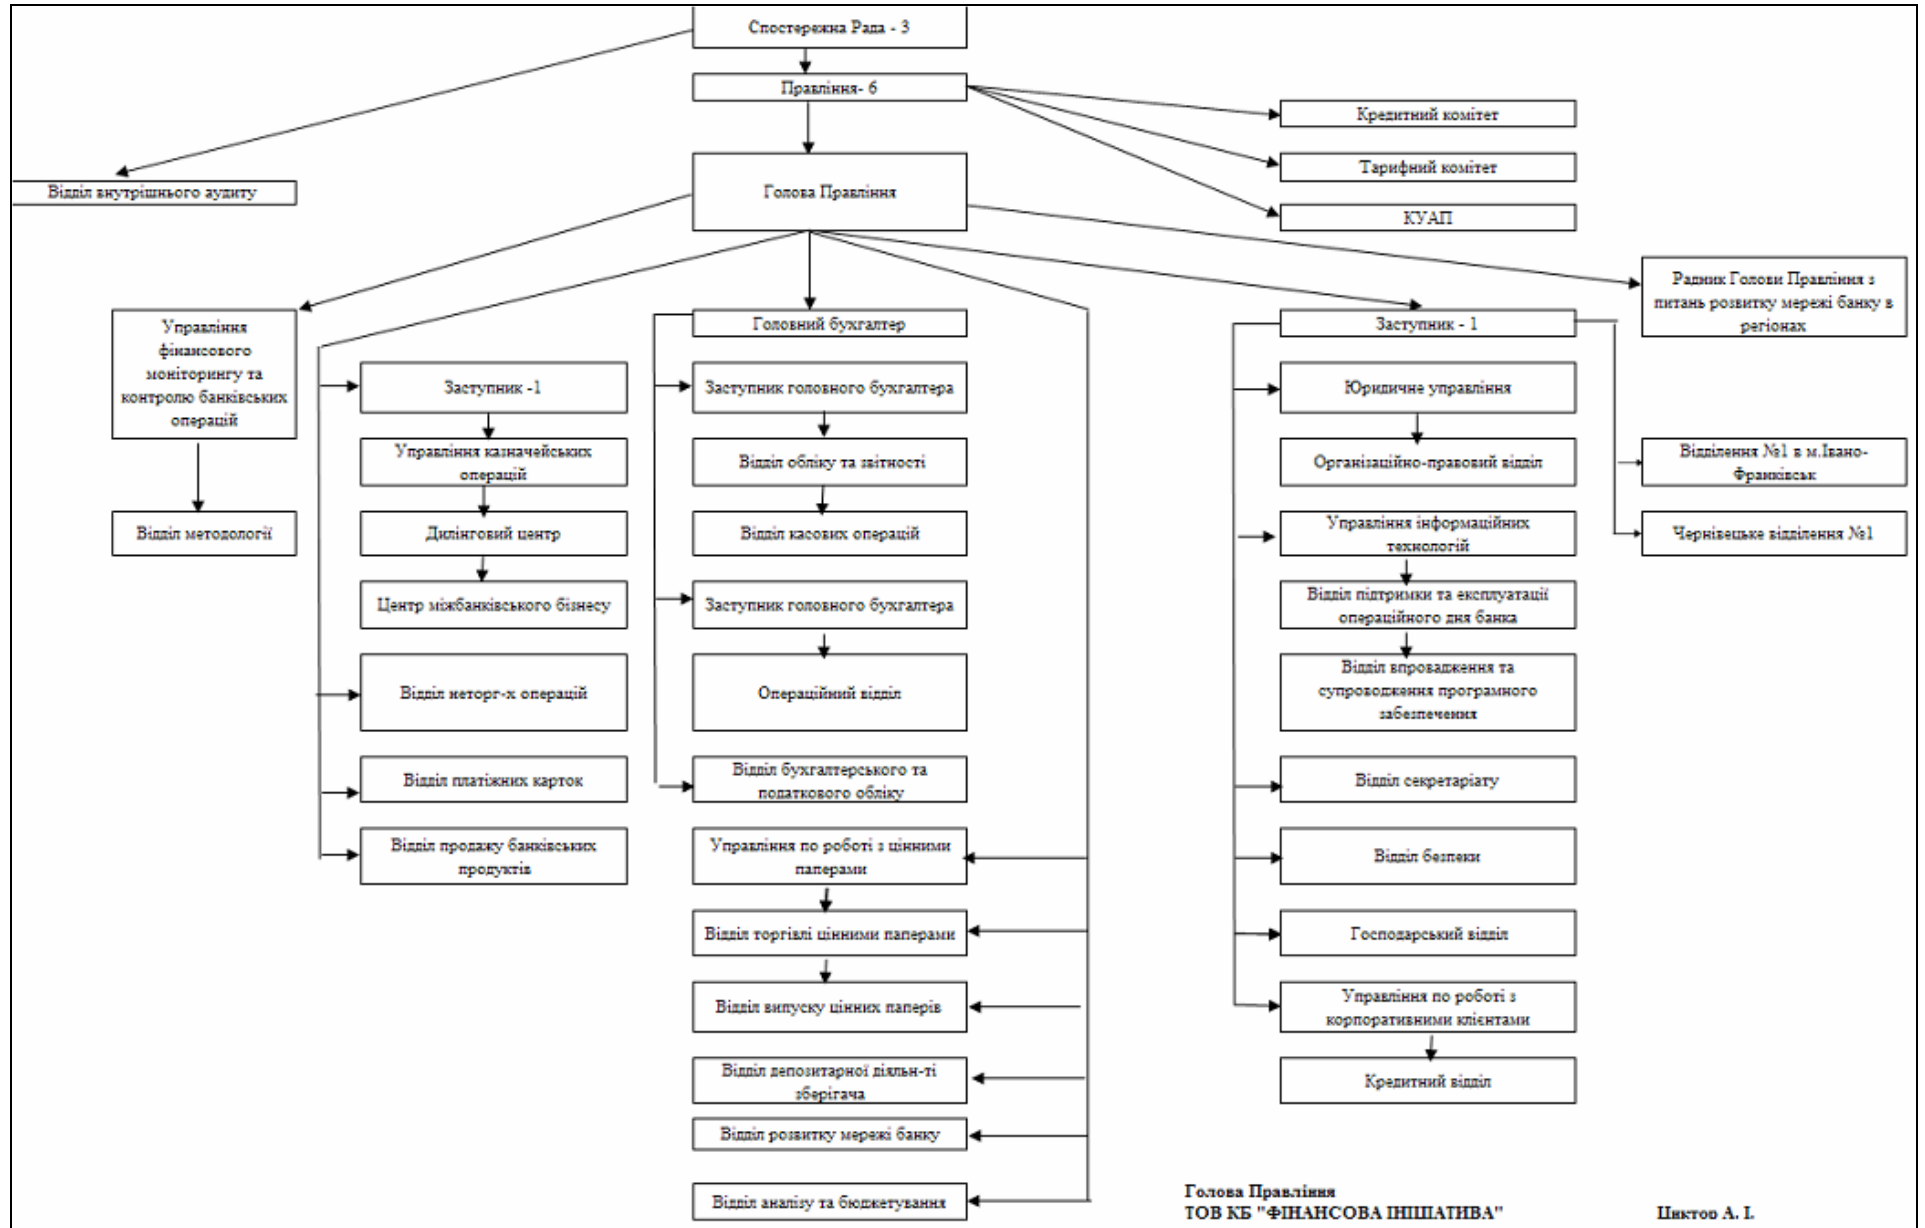 Спостережна Рада - 3
Правління- 6
Кредитний комітет
Тарифний комітет
КУАП
Відділ внутрішнього аудиту
Голова Правління
Радник Голови Правління з
питань розвитку мережі банку в
регіонах
Управління
фінансового
моніторингу та
контролю банківських
операцій
Відділ методології
Заступник -1
Управління казначейських
операцій
Дилінговий центр
Центр міжбанківського бізнесу
Відділ неторг-х операцій
Відділ платіжних карток
Відділ продажу банківських
продуктів
Головний бухгалтер
Заступник головного бухгалтера
Відділ обліку та звітності
Відділ касових операцій
Заступник головного бухгалтера
Операційний відділ
Відділ бухгалтерського та
податкового обліку
Управління по роботі з цінними
паперами
Відділ торгівлі цінними паперами
Відділ випуску цінних паперів
Відділ депозитарної діяльн-ті
зберігача
Відділ розвитку мережі банку
Відділ аналізу та бюджетування
Заступник - 1
Юридичне управління
Організаційно-правовий відділ
Управління інформаційних
технологій
Відділ підтримки та експлуатації
операційного дня банка
Відділ впровадження та
супроводження програмного
забезпечення
Відділ секретаріату
Відділ безпеки
Господарський відділ
Управління по роботі з
корпоративними клієнтами
Кредитний відділ
Відділення №1 в м.Івано-
Франківськ
Чернівецьке відділення №1
Голова Правління
ТОВ КБ "ФІНАНСОВА ІНІЦІАТИВА" Циктор А. І.